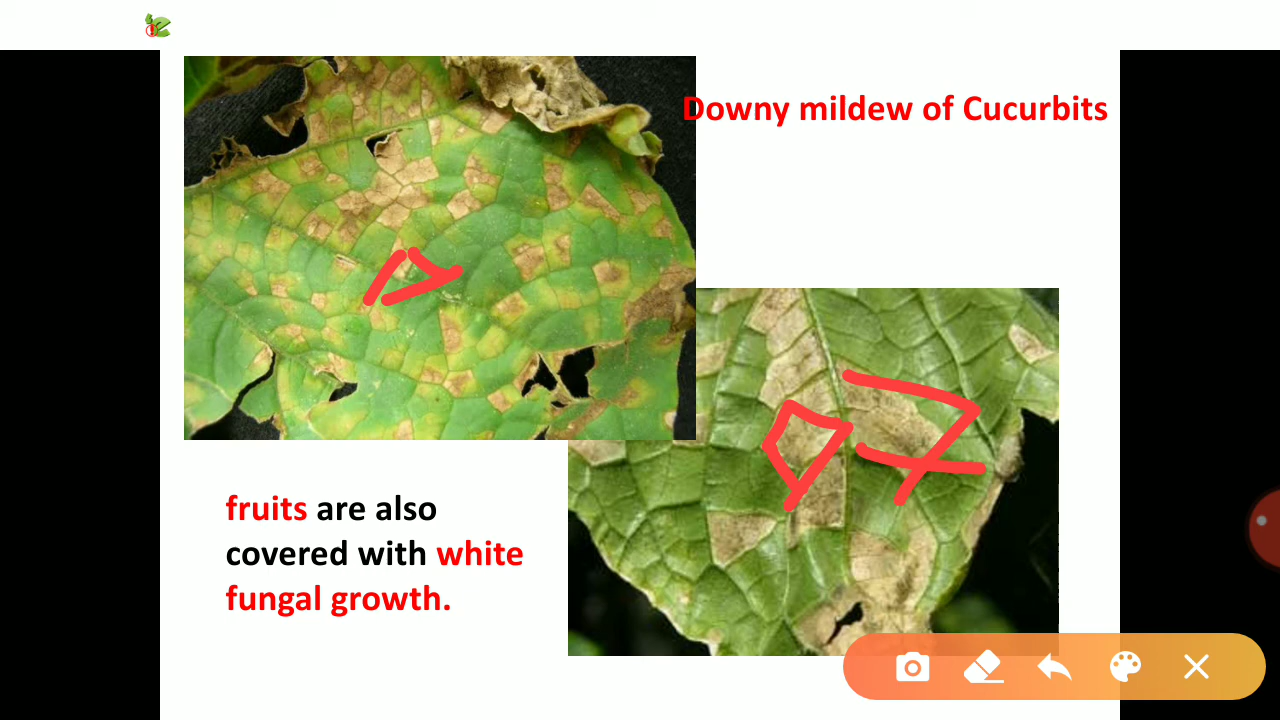 Downy mildew of Cucurbits
fruits are also
covered with white
fungal growth.